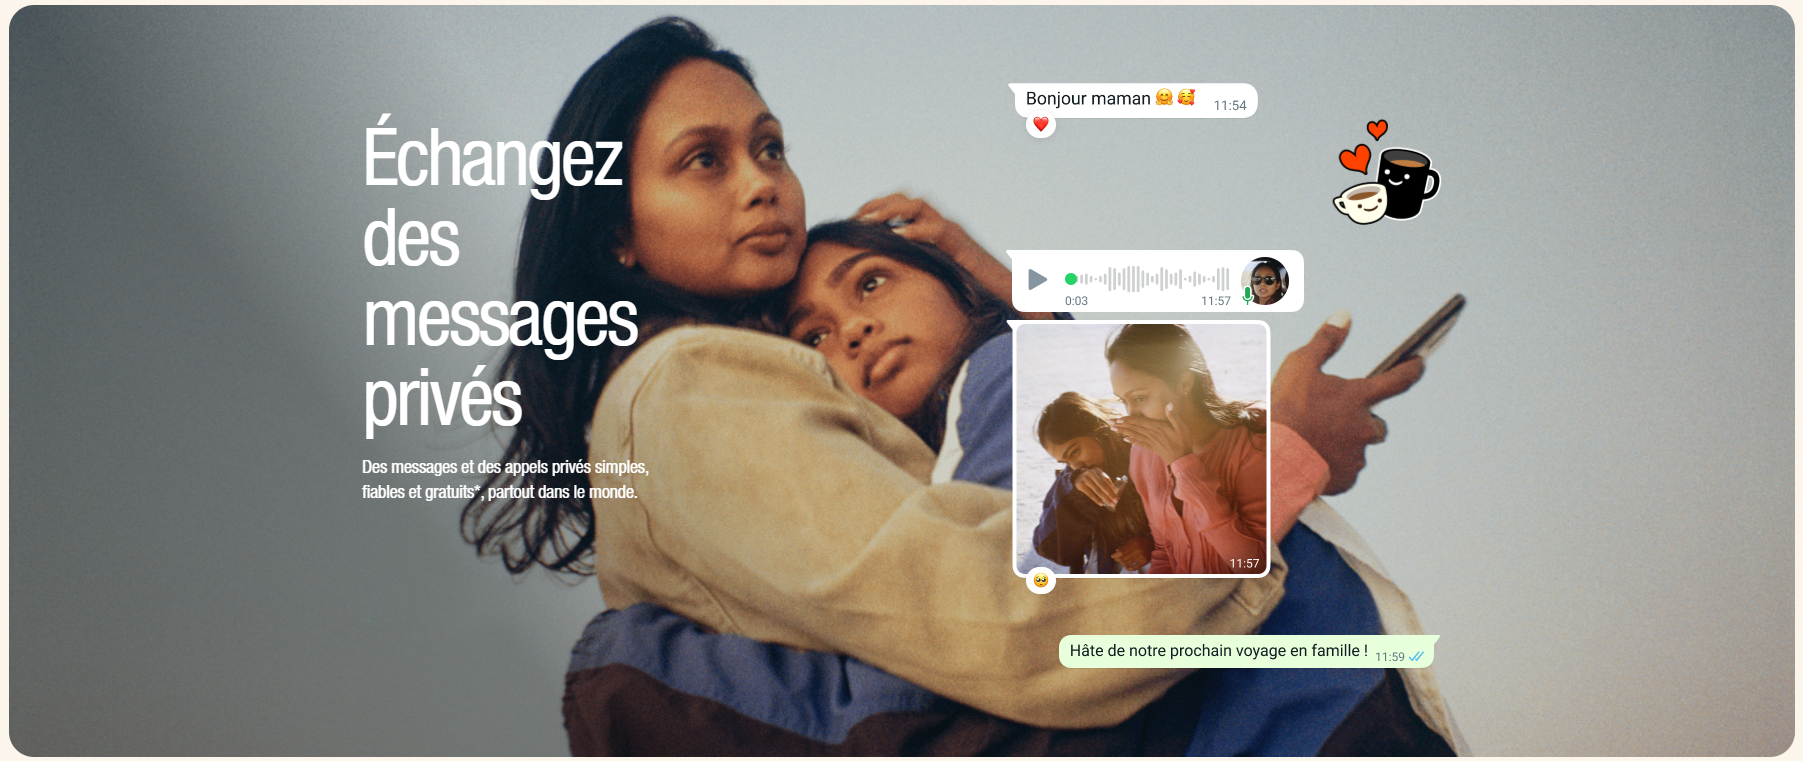 Échangez
des
messages
privés
Des messages et des appels privés simples,
fiables et gratuits*, partout dans le monde.
Bonjour maman 🤗 🥰 11:54
❤️
0:03 11:57
11:57
🥺
Hâte de notre prochain voyage en famille ! 11:59